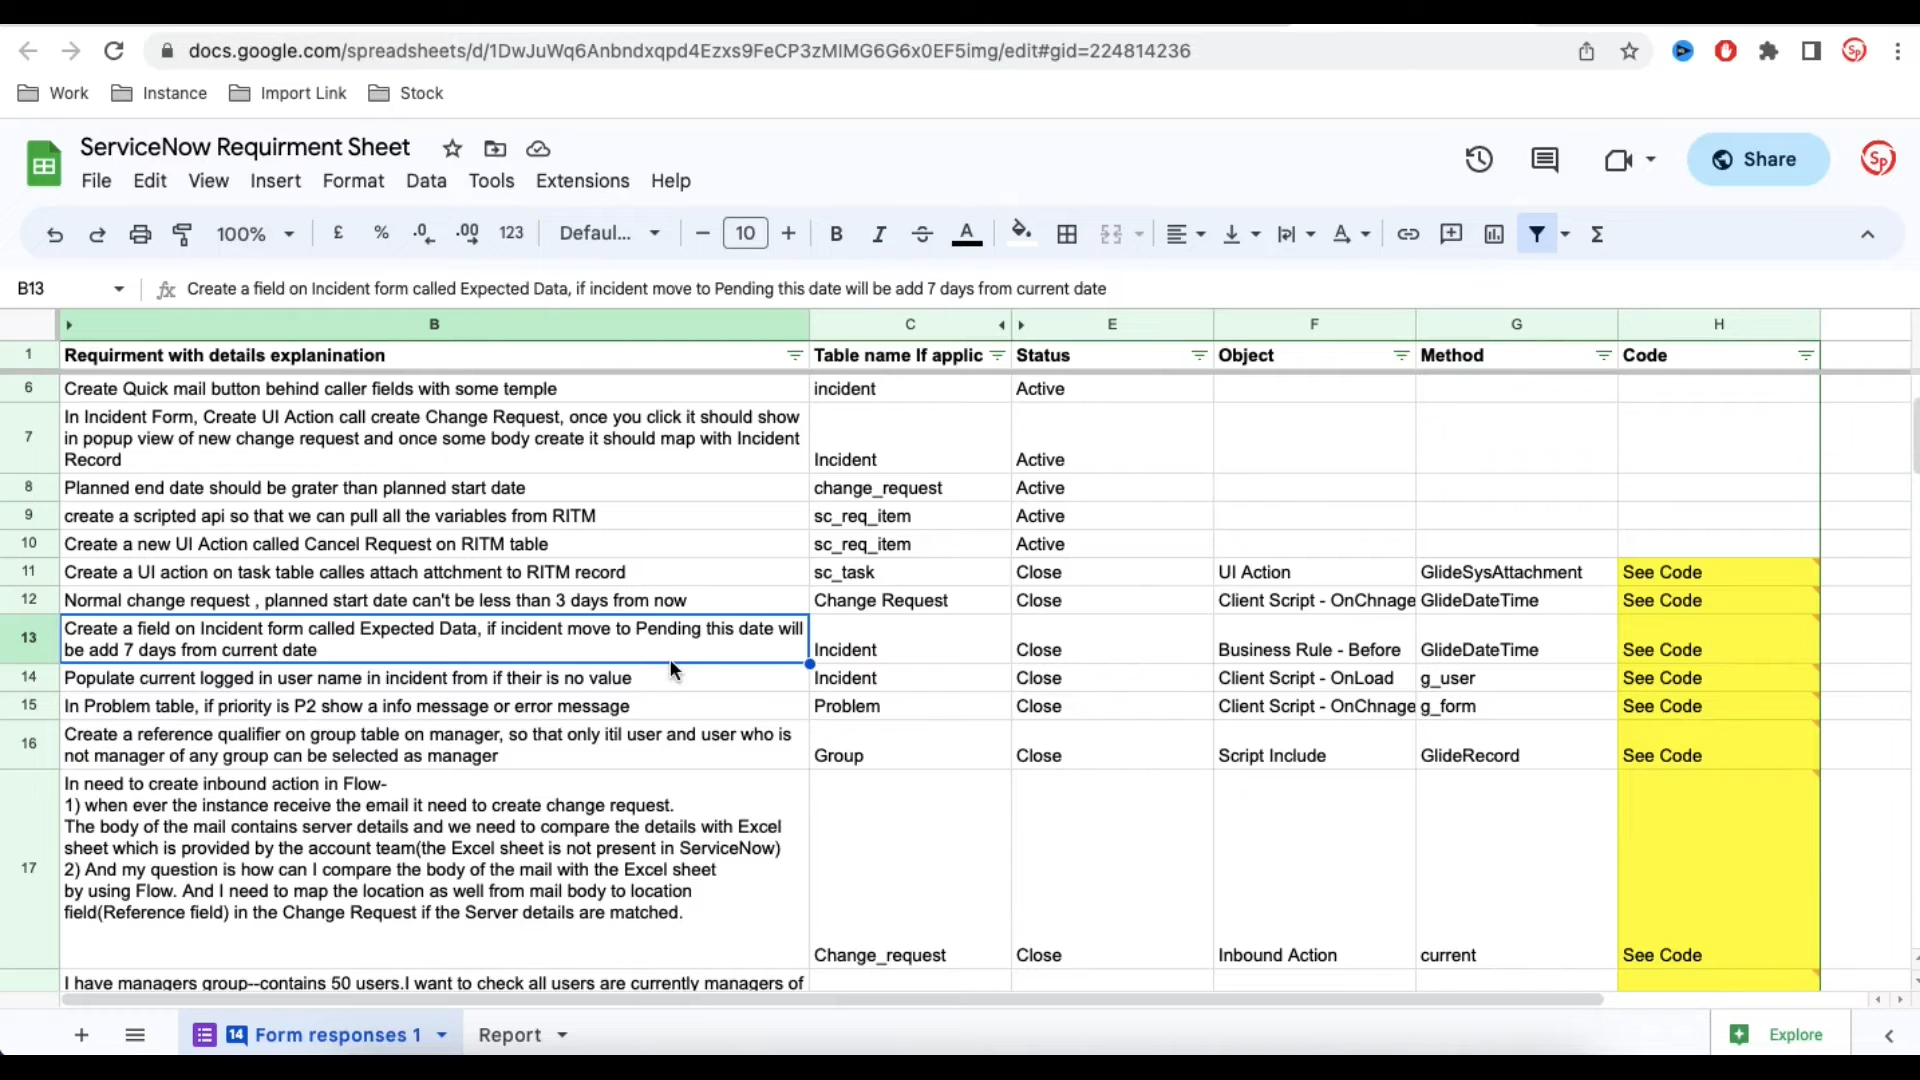 docs.google.com/spreadsheets/d/1DwJuWq6Anbndxqpd4Ezxs9FeCP3zMIMG6G6x0EF5img/edit#gid=224814236
Sp
Work Instance Import Link Stock
ServiceNow Requirment Sheet
Share
Sp
File Edit View Insert Format Data Tools Extensions Help
100% £ % .0 .00 123 Defaul... 10 B I A Σ
B13 fx Create a field on Incident form called Expected Data, if incident move to Pending this date will be add 7 days from current date
B C E F G H
1 Requirment with details explanination Table name If applic Status Object Method Code
6 Create Quick mail button behind caller fields with some temple incident Active
In Incident Form, Create UI Action call create Change Request, once you click it should show
7 in popup view of new change request and once some body create it should map with Incident
Record Incident Active
8 Planned end date should be grater than planned start date change_request Active
9 create a scripted api so that we can pull all the variables from RITM sc_req_item Active
10 Create a new UI Action called Cancel Request on RITM table sc_req_item Active
11 Create a UI action on task table calles attach attchment to RITM record sc_task Close UI Action GlideSysAttachment See Code
12 Normal change request , planned start date can't be less than 3 days from now Change Request Close Client Script - OnChnage GlideDateTime See Code
13 Create a field on Incident form called Expected Data, if incident move to Pending this date will
be add 7 days from current date Incident Close Business Rule - Before GlideDateTime See Code
14 Populate current logged in user name in incident from if their is no value Incident Close Client Script - OnLoad g_user See Code
15 In Problem table, if priority is P2 show a info message or error message Problem Close Client Script - OnChnage g_form See Code
16 Create a reference qualifier on group table on manager, so that only itil user and user who is
not manager of any group can be selected as manager Group Close Script Include GlideRecord See Code
In need to create inbound action in Flow-
1) when ever the instance receive the email it need to create change request.
The body of the mail contains server details and we need to compare the details with Excel
sheet which is provided by the account team(the Excel sheet is not present in ServiceNow)
17 2) And my question is how can I compare the body of the mail with the Excel sheet
by using Flow. And I need to map the location as well from mail body to location
field(Reference field) in the Change Request if the Server details are matched.
Change_request Close Inbound Action current See Code
I have managers group--contains 50 users.I want to check all users are currently managers of
14 Form responses 1 Report Explore